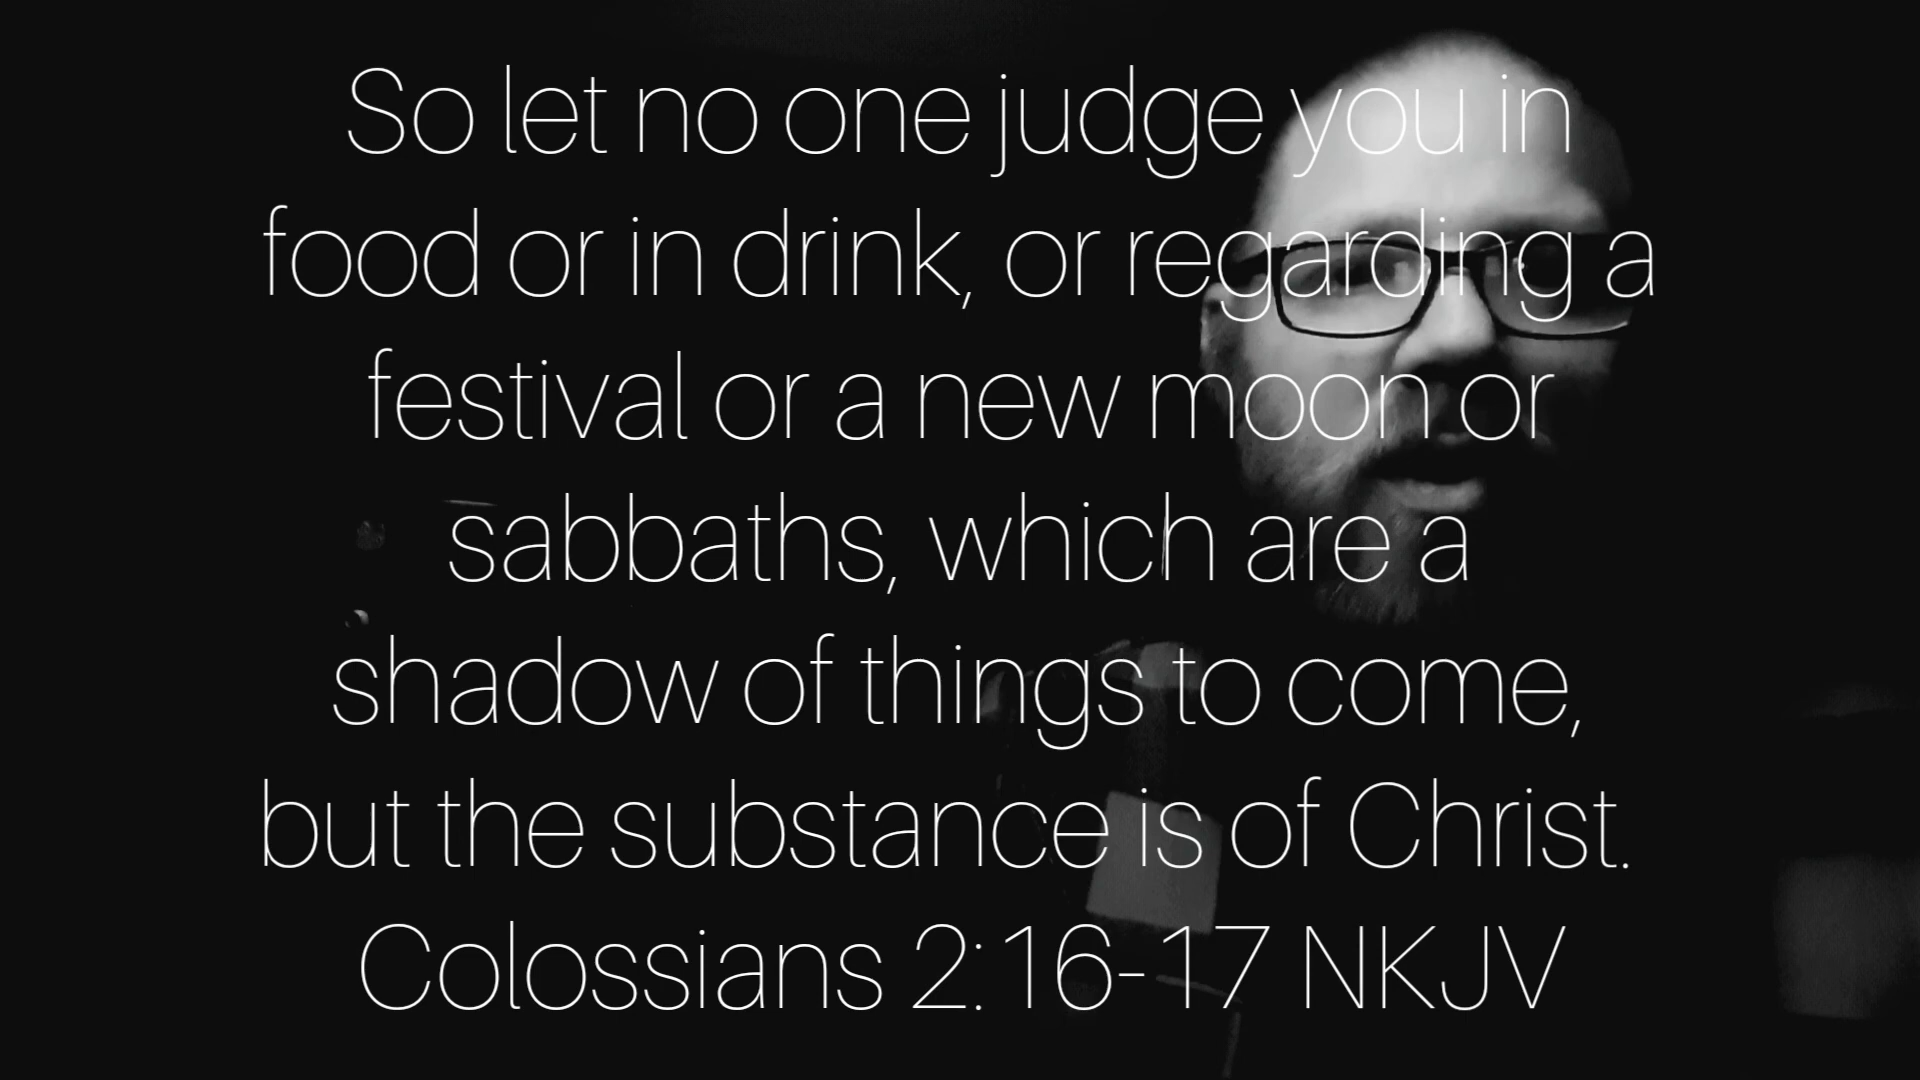 So let no one judge you in
food or in drink, or regarding a
festival or a new moon or
sabbaths, which are a
shadow of things to come,
but the substance is of Christ.
Colossians 2:16-17 NKJV